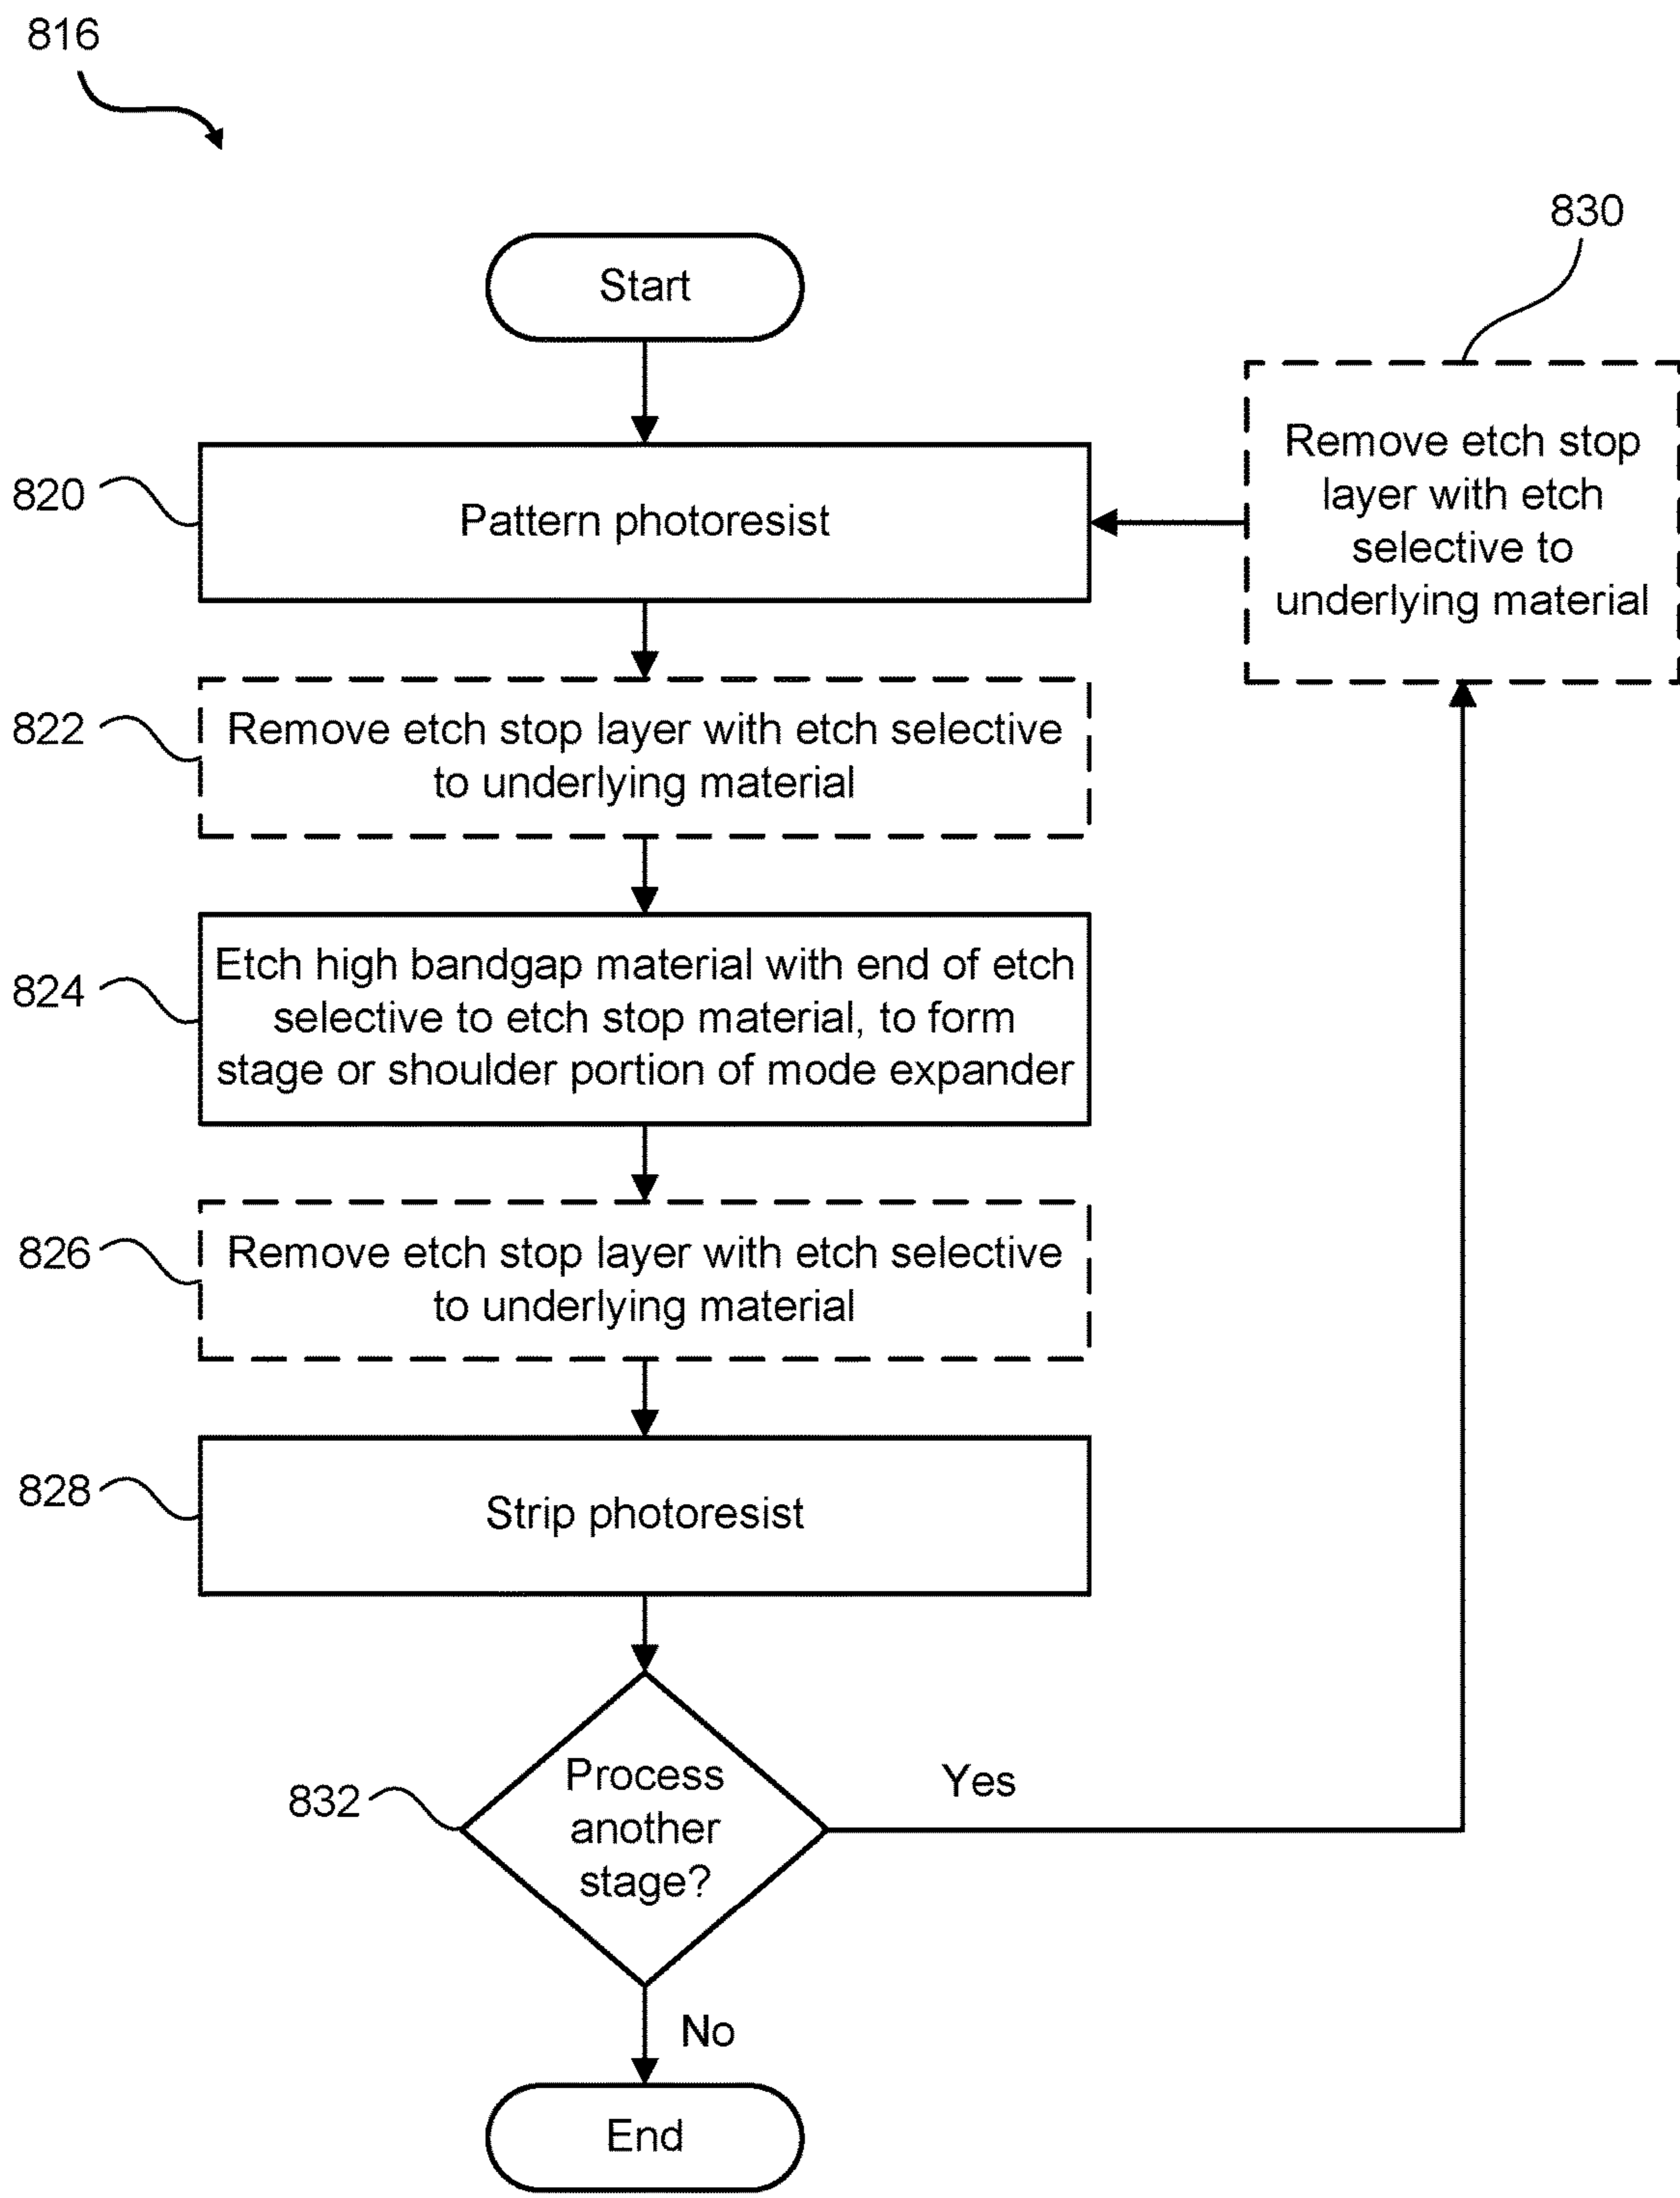 816
830
Start
Remove etch stop
layer with etch
selective to
underlying material
820
Pattern photoresist
822
Remove etch stop layer with etch selective
to underlying material
824
Etch high bandgap material with end of etch
selective to etch stop material, to form
stage or shoulder portion of mode expander
826
Remove etch stop layer with etch selective
to underlying material
828
Strip photoresist
832
Process
another
stage?
Yes
No
End